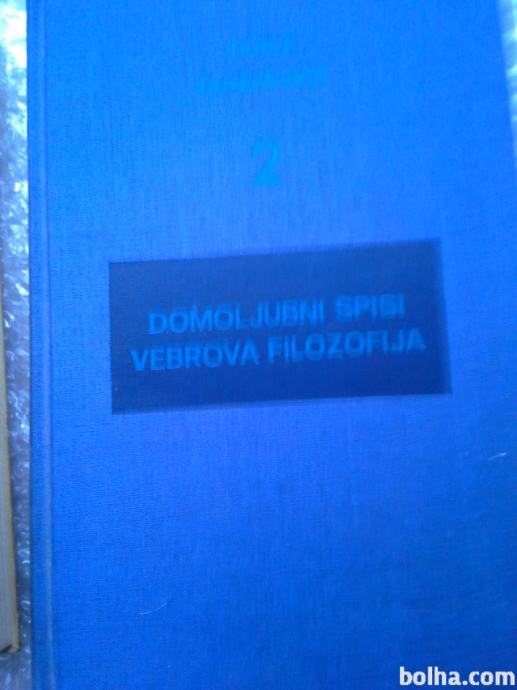 2
DOMOLJUBNI SPISI
VEBROVA FILOZOFIJA
bolha.com